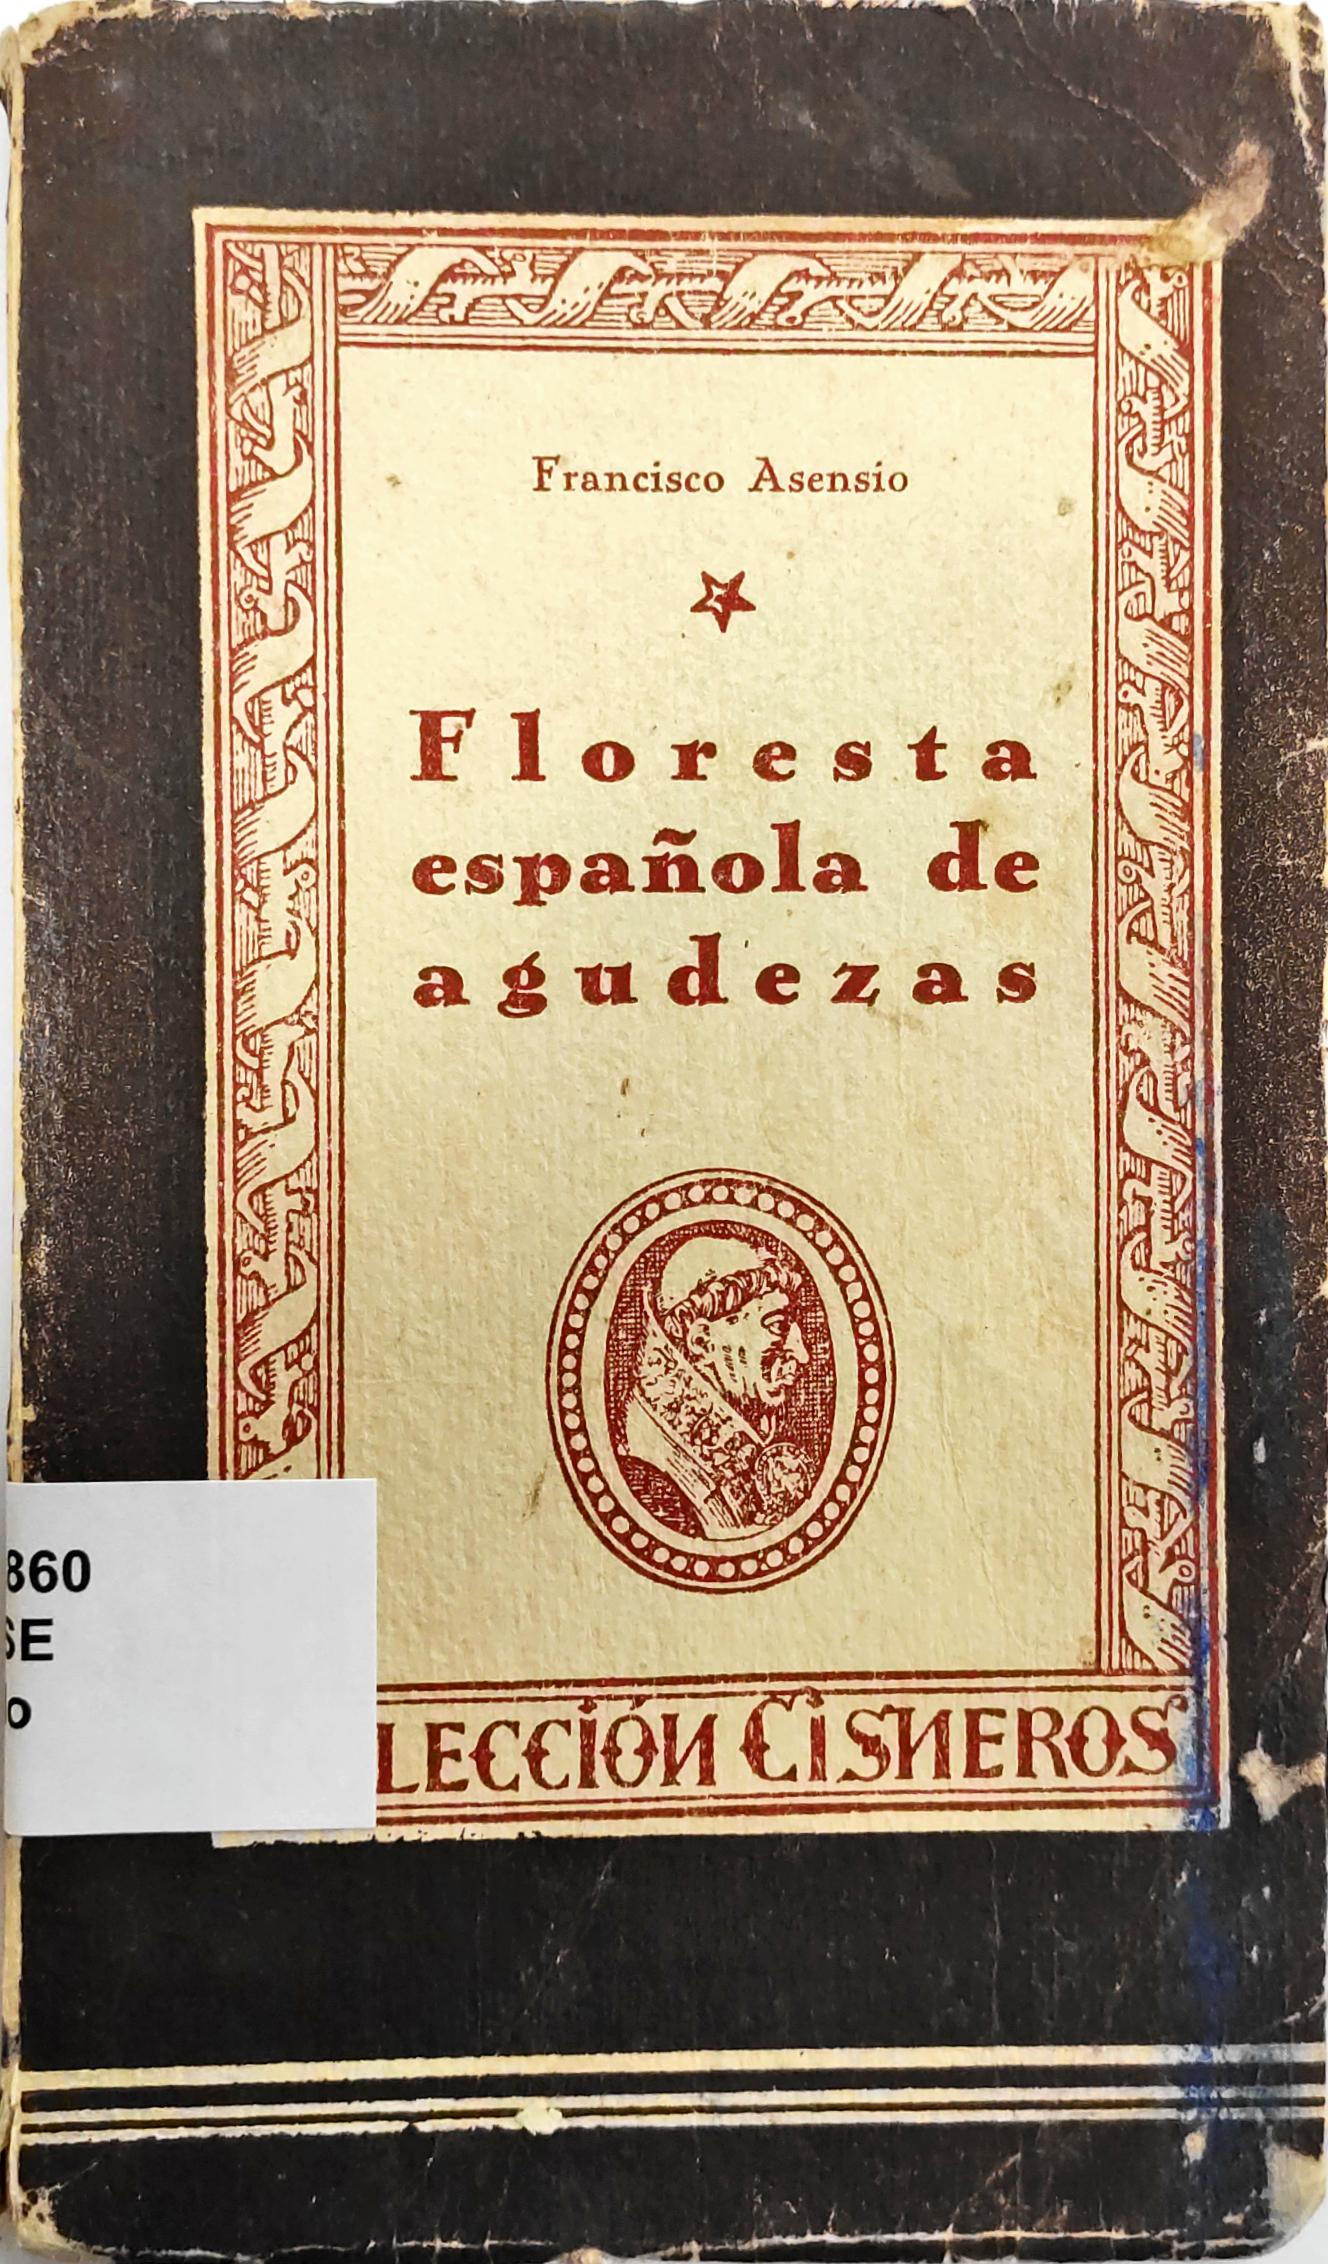 Francisco Asensio
Floresta
española de
agudezas
860
SE
o
LECCIÓN CISNEROS